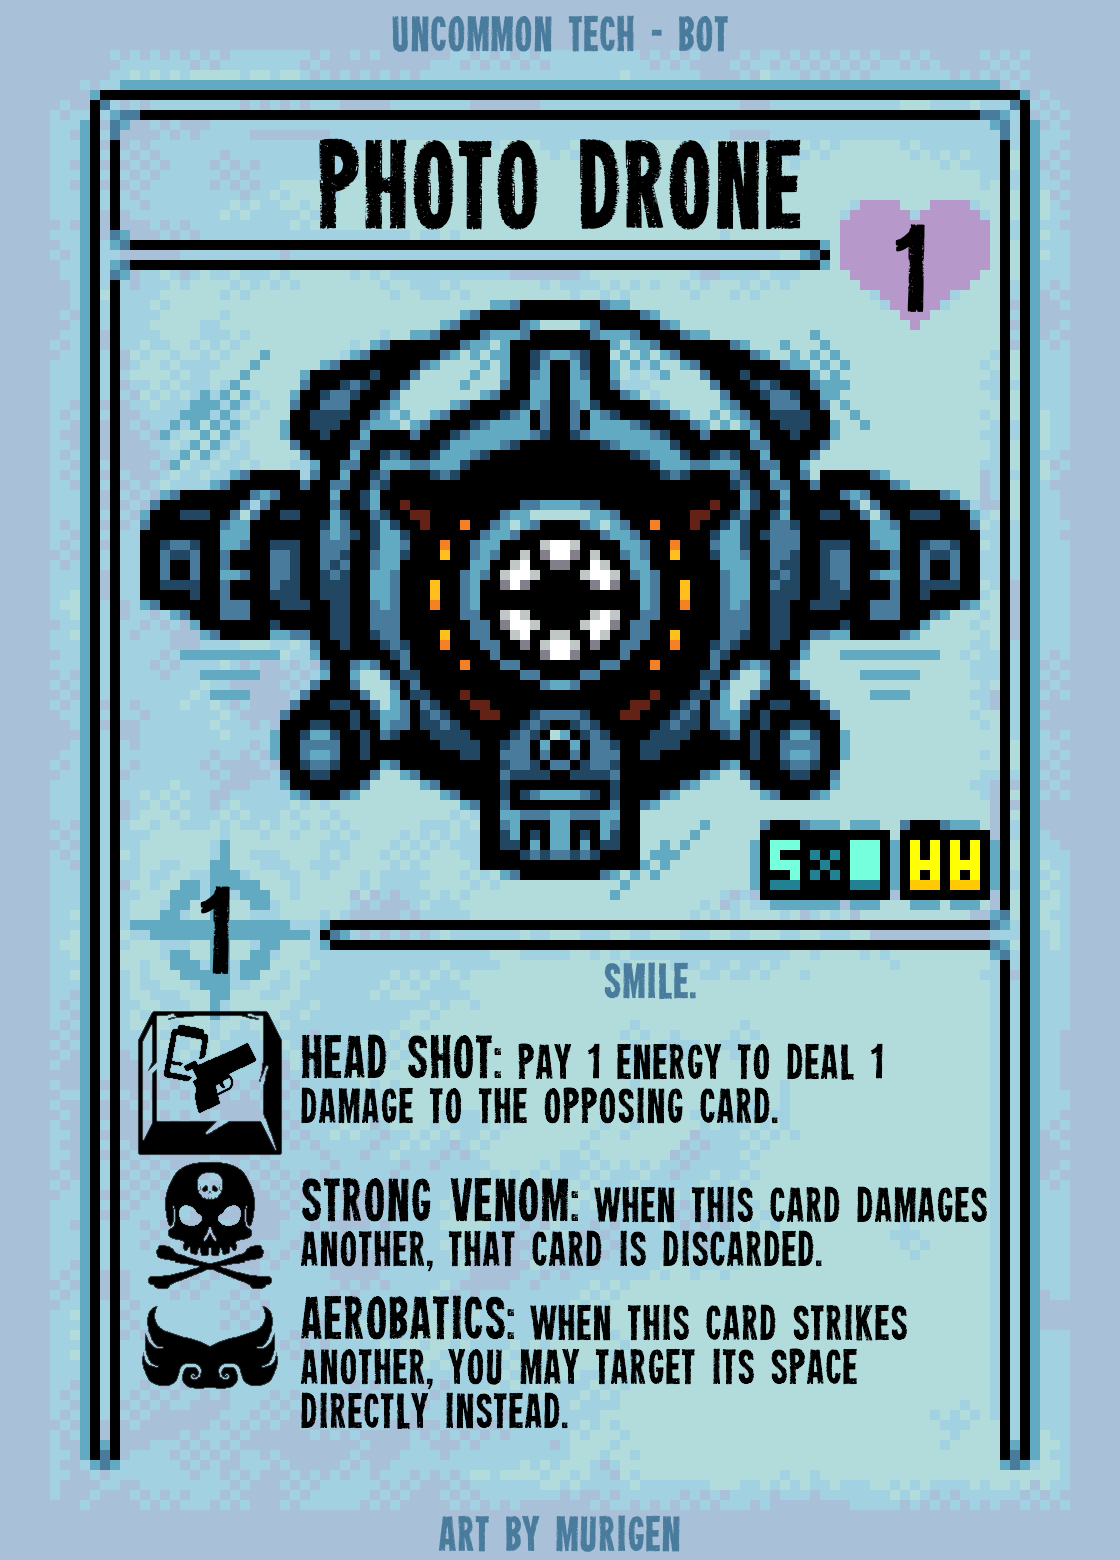 UNCOMMON TECH - BOT
PHOTO DRONE
1
1
SMILE.
HEAD SHOT: PAY 1 ENERGY TO DEAL 1
DAMAGE TO THE OPPOSING CARD.
STRONG VENOM: WHEN THIS CARD DAMAGES
ANOTHER, THAT CARD IS DISCARDED.
AEROBATICS: WHEN THIS CARD STRIKES
ANOTHER, YOU MAY TARGET ITS SPACE
DIRECTLY INSTEAD.
ART BY MURIGEN